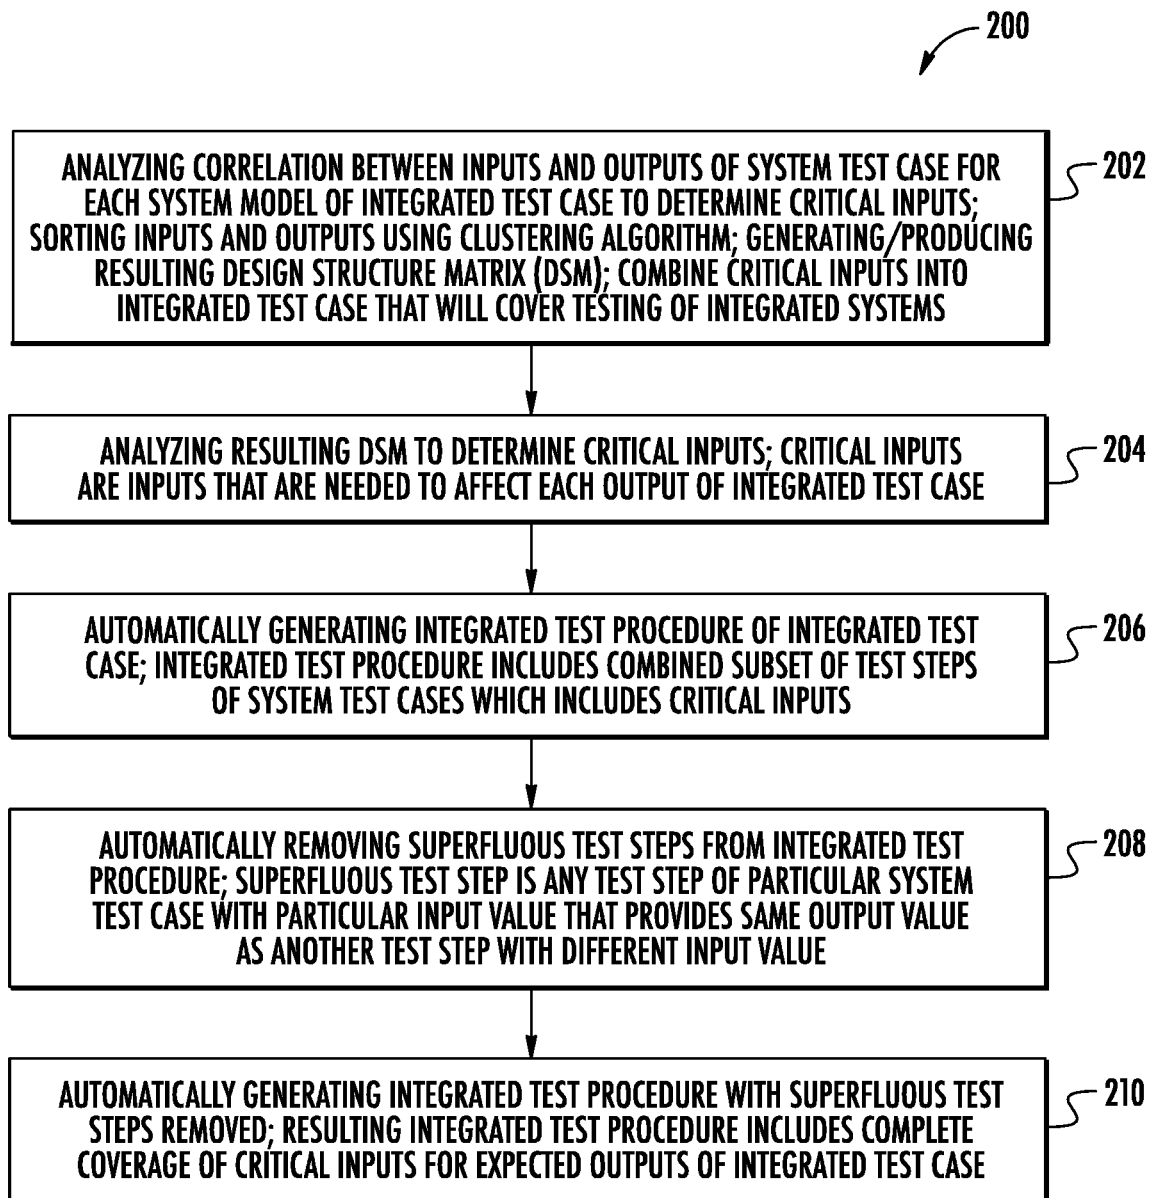 200
ANALYZING CORRELATION BETWEEN INPUTS AND OUTPUTS OF SYSTEM TEST CASE FOR
EACH SYSTEM MODEL OF INTEGRATED TEST CASE TO DETERMINE CRITICAL INPUTS;
SORTING INPUTS AND OUTPUTS USING CLUSTERING ALGORITHM; GENERATING/PRODUCING
RESULTING DESIGN STRUCTURE MATRIX (DSM); COMBINE CRITICAL INPUTS INTO
INTEGRATED TEST CASE THAT WILL COVER TESTING OF INTEGRATED SYSTEMS
202
ANALYZING RESULTING DSM TO DETERMINE CRITICAL INPUTS; CRITICAL INPUTS
ARE INPUTS THAT ARE NEEDED TO AFFECT EACH OUTPUT OF INTEGRATED TEST CASE
204
AUTOMATICALLY GENERATING INTEGRATED TEST PROCEDURE OF INTEGRATED TEST
CASE; INTEGRATED TEST PROCEDURE INCLUDES COMBINED SUBSET OF TEST STEPS
OF SYSTEM TEST CASES WHICH INCLUDES CRITICAL INPUTS
206
AUTOMATICALLY REMOVING SUPERFLUOUS TEST STEPS FROM INTEGRATED TEST
PROCEDURE; SUPERFLUOUS TEST STEP IS ANY TEST STEP OF PARTICULAR SYSTEM
TEST CASE WITH PARTICULAR INPUT VALUE THAT PROVIDES SAME OUTPUT VALUE
AS ANOTHER TEST STEP WITH DIFFERENT INPUT VALUE
208
AUTOMATICALLY GENERATING INTEGRATED TEST PROCEDURE WITH SUPERFLUOUS TEST
STEPS REMOVED; RESULTING INTEGRATED TEST PROCEDURE INCLUDES COMPLETE
COVERAGE OF CRITICAL INPUTS FOR EXPECTED OUTPUTS OF INTEGRATED TEST CASE
210